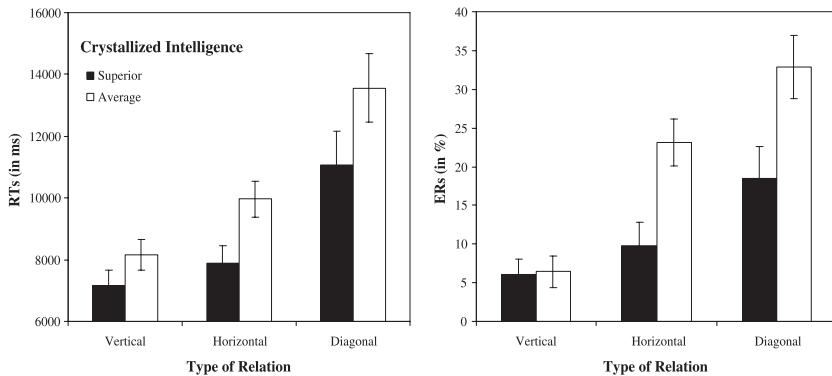 16000
14000
12000
10000
8000
6000
RTs (in ms)
Crystallized Intelligence
Superior
Average
Vertical
Horizontal
Diagonal
Type of Relation
40
35
30
25
20
15
10
5
0
ERs (in %)
Vertical
Horizontal
Diagonal
Type of Relation